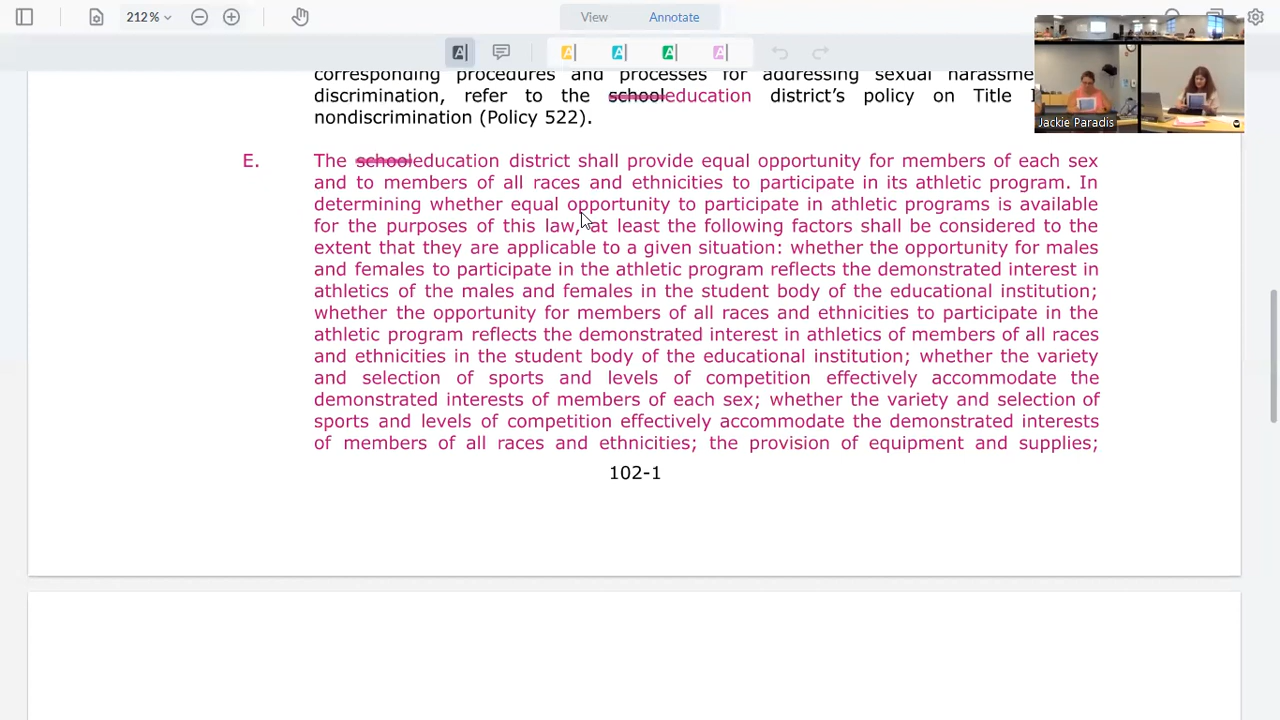 212%
View
Annotate
corresponding procedures and processes for addressing sexual
discrimination, refer to the schooleducation district's policy on Title
nondiscrimination (Policy 522).
E. The schooleducation district shall provide equal opportunity for members of each sex
and to members of all races and ethnicities to participate in its athletic program. In
determining whether equal opportunity to participate in athletic programs is available
for the purposes of this law, at least the following factors shall be considered to the
extent that they are applicable to a given situation: whether the opportunity for males
and females to participate in the athletic program reflects the demonstrated interest in
athletics of the males and females in the student body of the educational institution;
whether the opportunity for members of all races and ethnicities to participate in the
athletic program reflects the demonstrated interest in athletics of members of all races
and ethnicities in the student body of the educational institution; whether the variety
and selection of sports and levels of competition effectively accommodate the
demonstrated interests of members of each sex; whether the variety and selection of
sports and levels of competition effectively accommodate the demonstrated interests
of members of all races and ethnicities; the provision of equipment and supplies;
102-1
Jackie Paradis